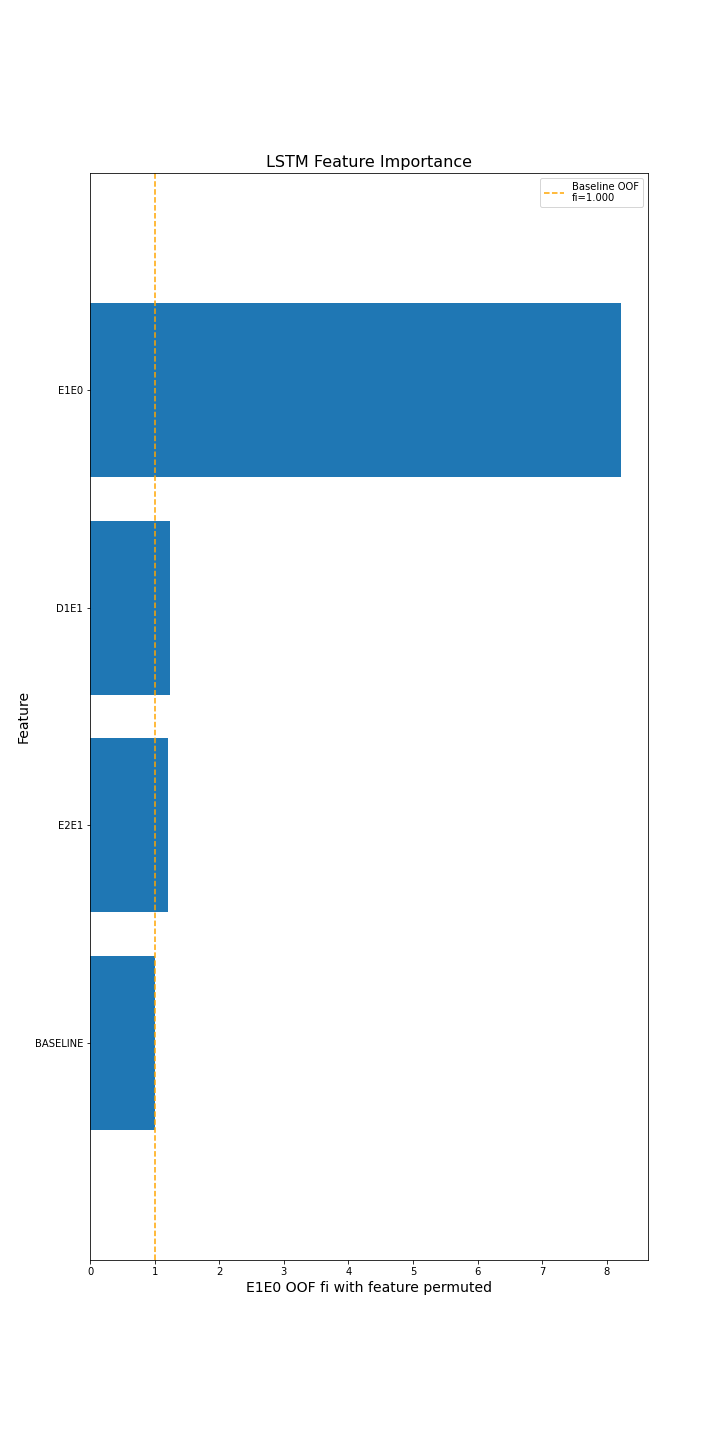 LSTM Feature Importance
Baseline OOF
fi=1.000
E1E0
D1E1
E2E1
BASELINE
Feature
0 1 2 3 4 5 6 7 8
E1E0 OOF fi with feature permuted